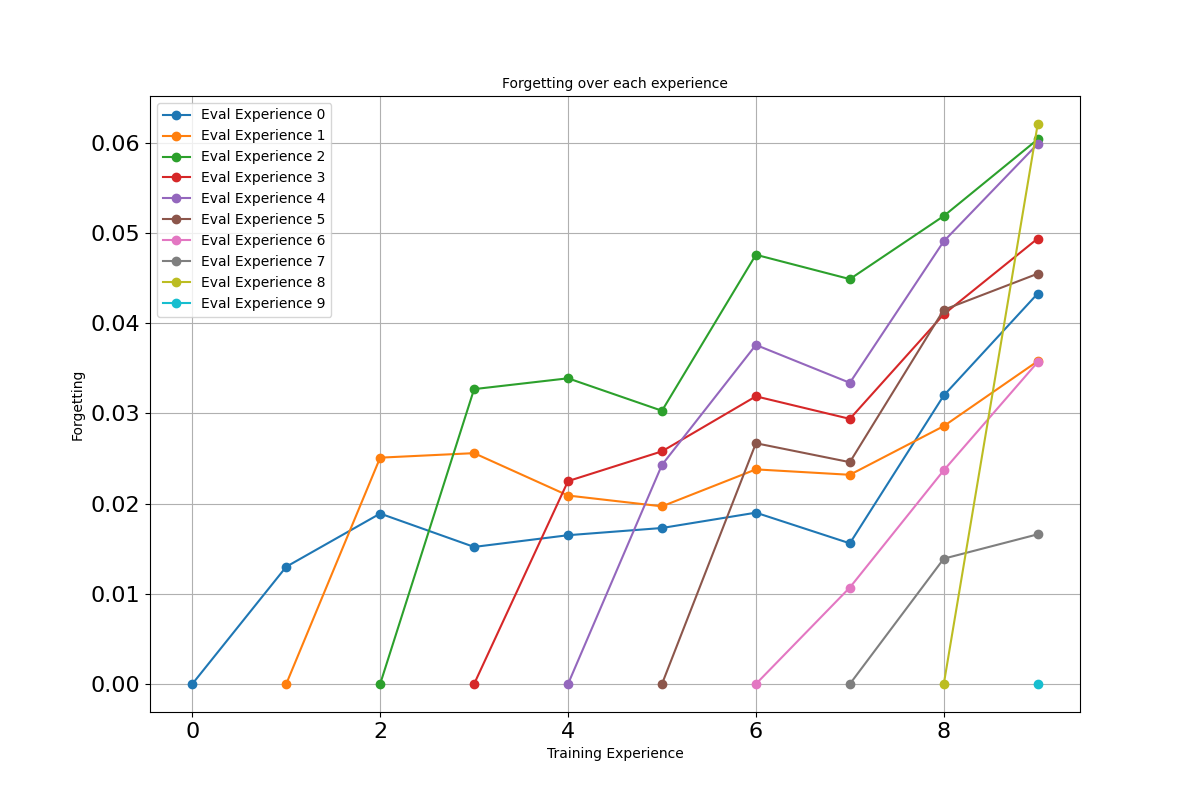 Forgetting over each experience
Eval Experience 0
Eval Experience 1
Eval Experience 2
Eval Experience 3
Eval Experience 4
Eval Experience 5
Eval Experience 6
Eval Experience 7
Eval Experience 8
Eval Experience 9
0.06
0.05
0.04
0.03
0.02
0.01
0.00
Forgetting
0 2 4 6 8
Training Experience